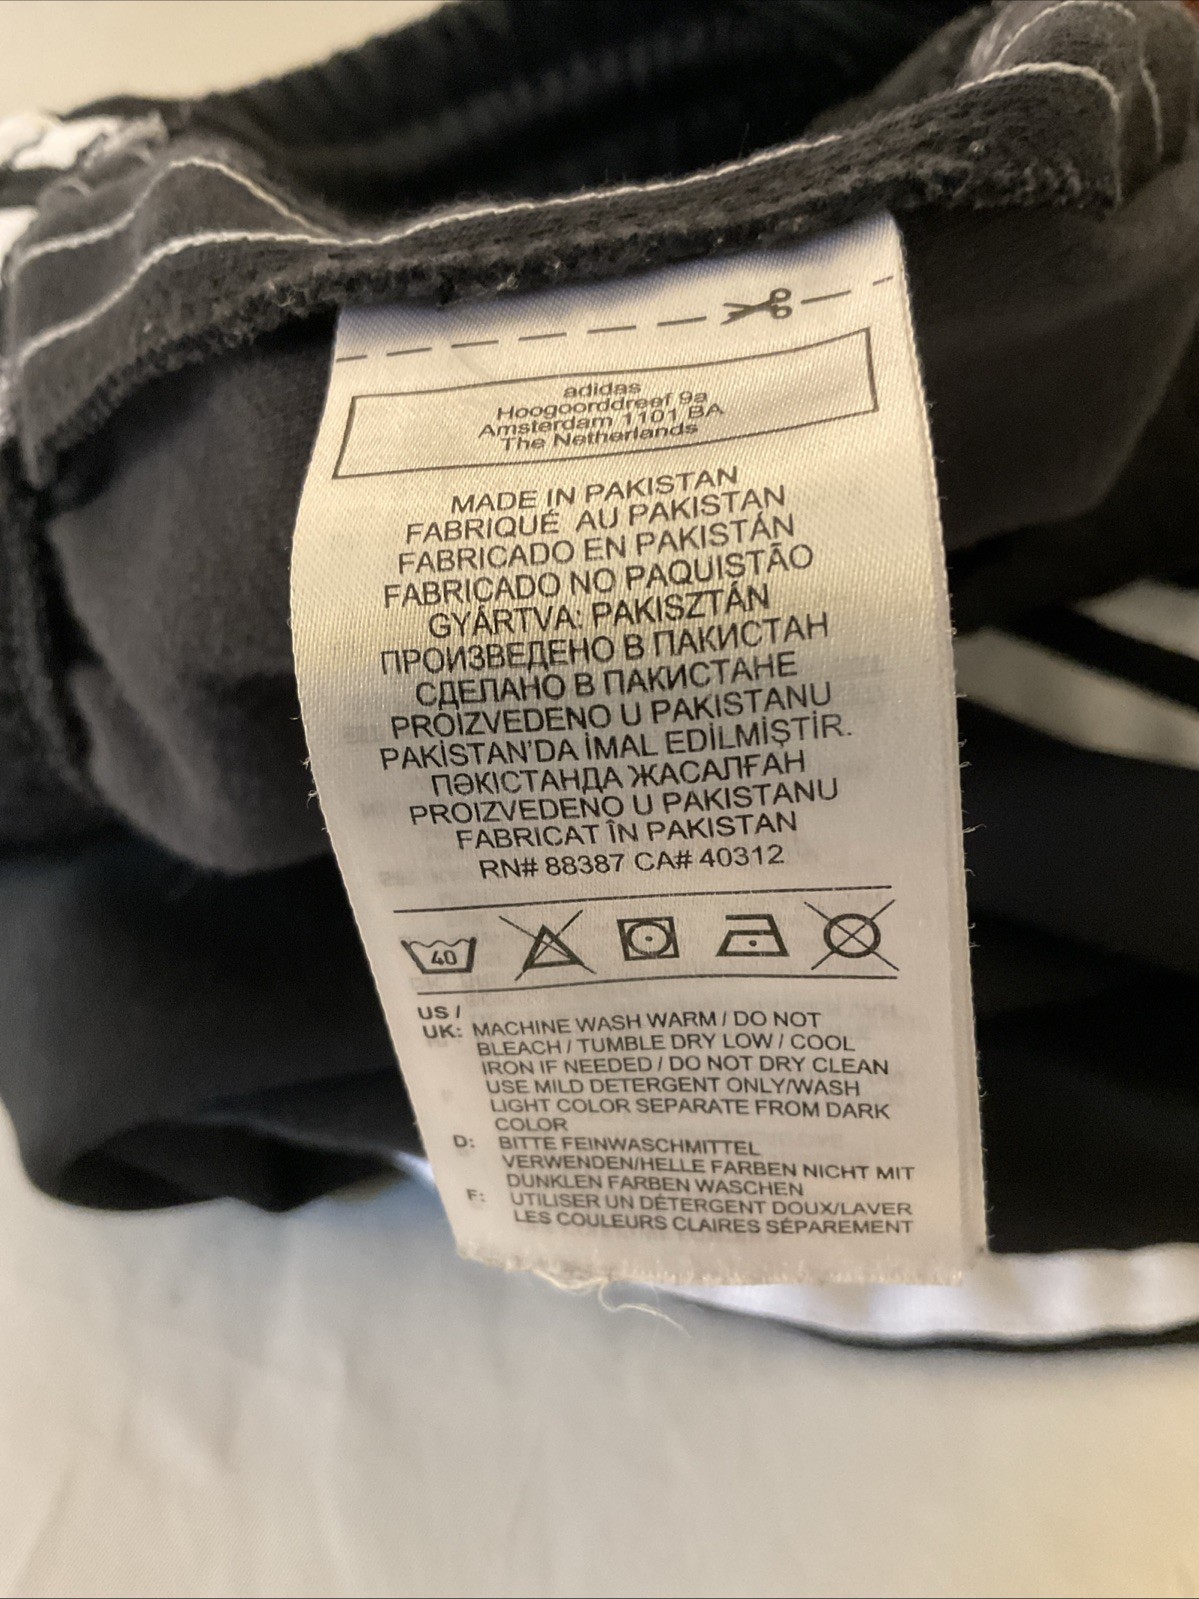 adidas
Hoogoorddreef 9a
Amsterdam 1101 BA
The Netherlands
MADE IN PAKISTAN
FABRIQUÉ AU PAKISTAN
FABRICADO EN PAKISTÁN
FABRICADO NO PAQUISTÃO
GYÁRTVA: PAKISZTÁN
ПРОИЗВЕДЕНО В ПАКИСТАН
СДЕЛАНО В ПАКИСТАНЕ
PROIZVEDENO U PAKISTANU
PAKİSTAN'DA İMAL EDİLMİŞTİR.
ПӘКІСТАНДА ЖАСАЛҒАН
PROIZVEDENO U PAKISTANU
FABRICAT ÎN PAKISTAN
RN# 88387 CA# 40312
40
US /
UK: MACHINE WASH WARM / DO NOT
BLEACH / TUMBLE DRY LOW / COOL
IRON IF NEEDED / DO NOT DRY CLEAN
USE MILD DETERGENT ONLY/WASH
LIGHT COLOR SEPARATE FROM DARK
COLOR
D: BITTE FEINWASCHMITTEL
VERWENDEN/HELLE FARBEN NICHT MIT
DUNKLEN FARBEN WASCHEN
F: UTILISER UN DÉTERGENT DOUX/LAVER
LES COULEURS CLAIRES SÉPAREMENT